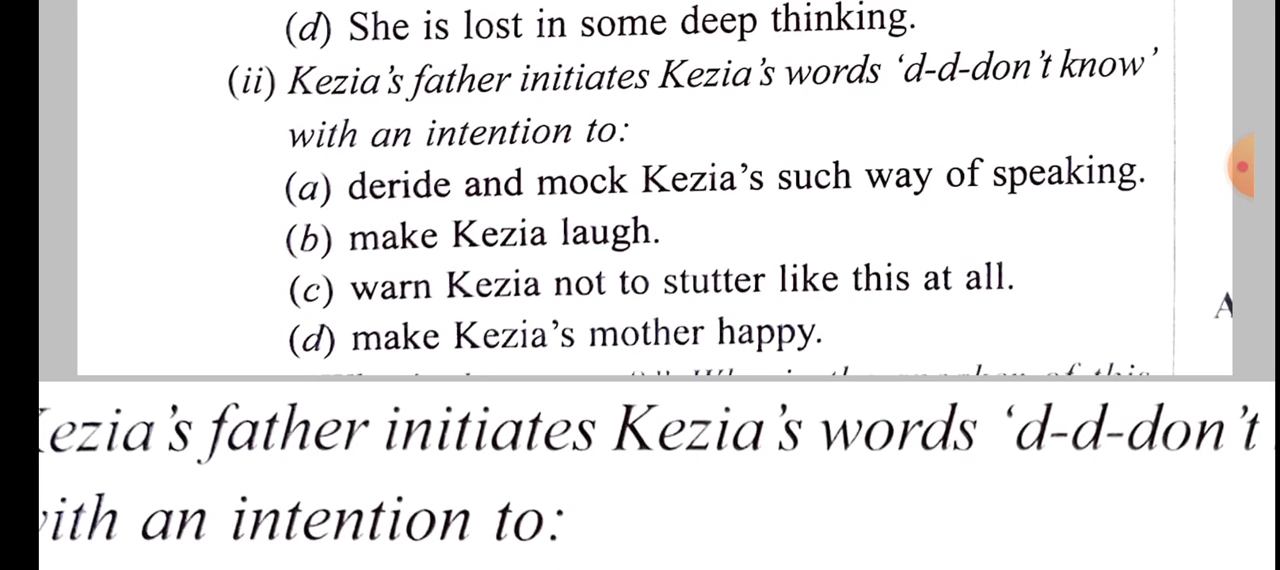 (d) She is lost in some deep thinking.
(ii) Kezia's father initiates Kezia's words 'd-d-don't know'
with an intention to:
(a) deride and mock Kezia's such way of speaking.
(b) make Kezia laugh.
(c) warn Kezia not to stutter like this at all.
(d) make Kezia's mother happy.
A
ezia's father initiates Kezia's words 'd-d-don't
ith an intention to: